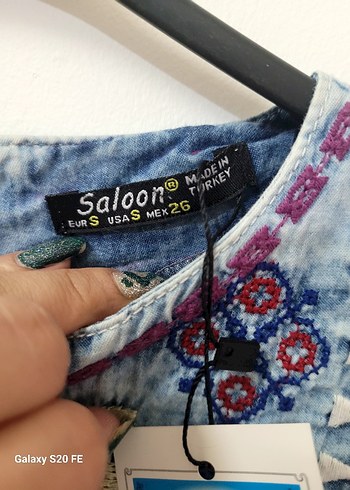 Saloon®
MADE IN
TURKEY
EUR S USA S MEX 26
Galaxy S20 FE